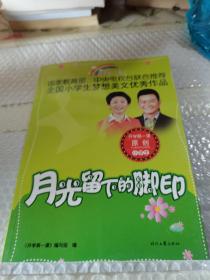 国家教育部 中央电视台联合推荐
全国小学生梦想美文优秀作品
开学第一课
原创
月光留下的脚印
《开学第一课》编写组 编
时代文艺出版社